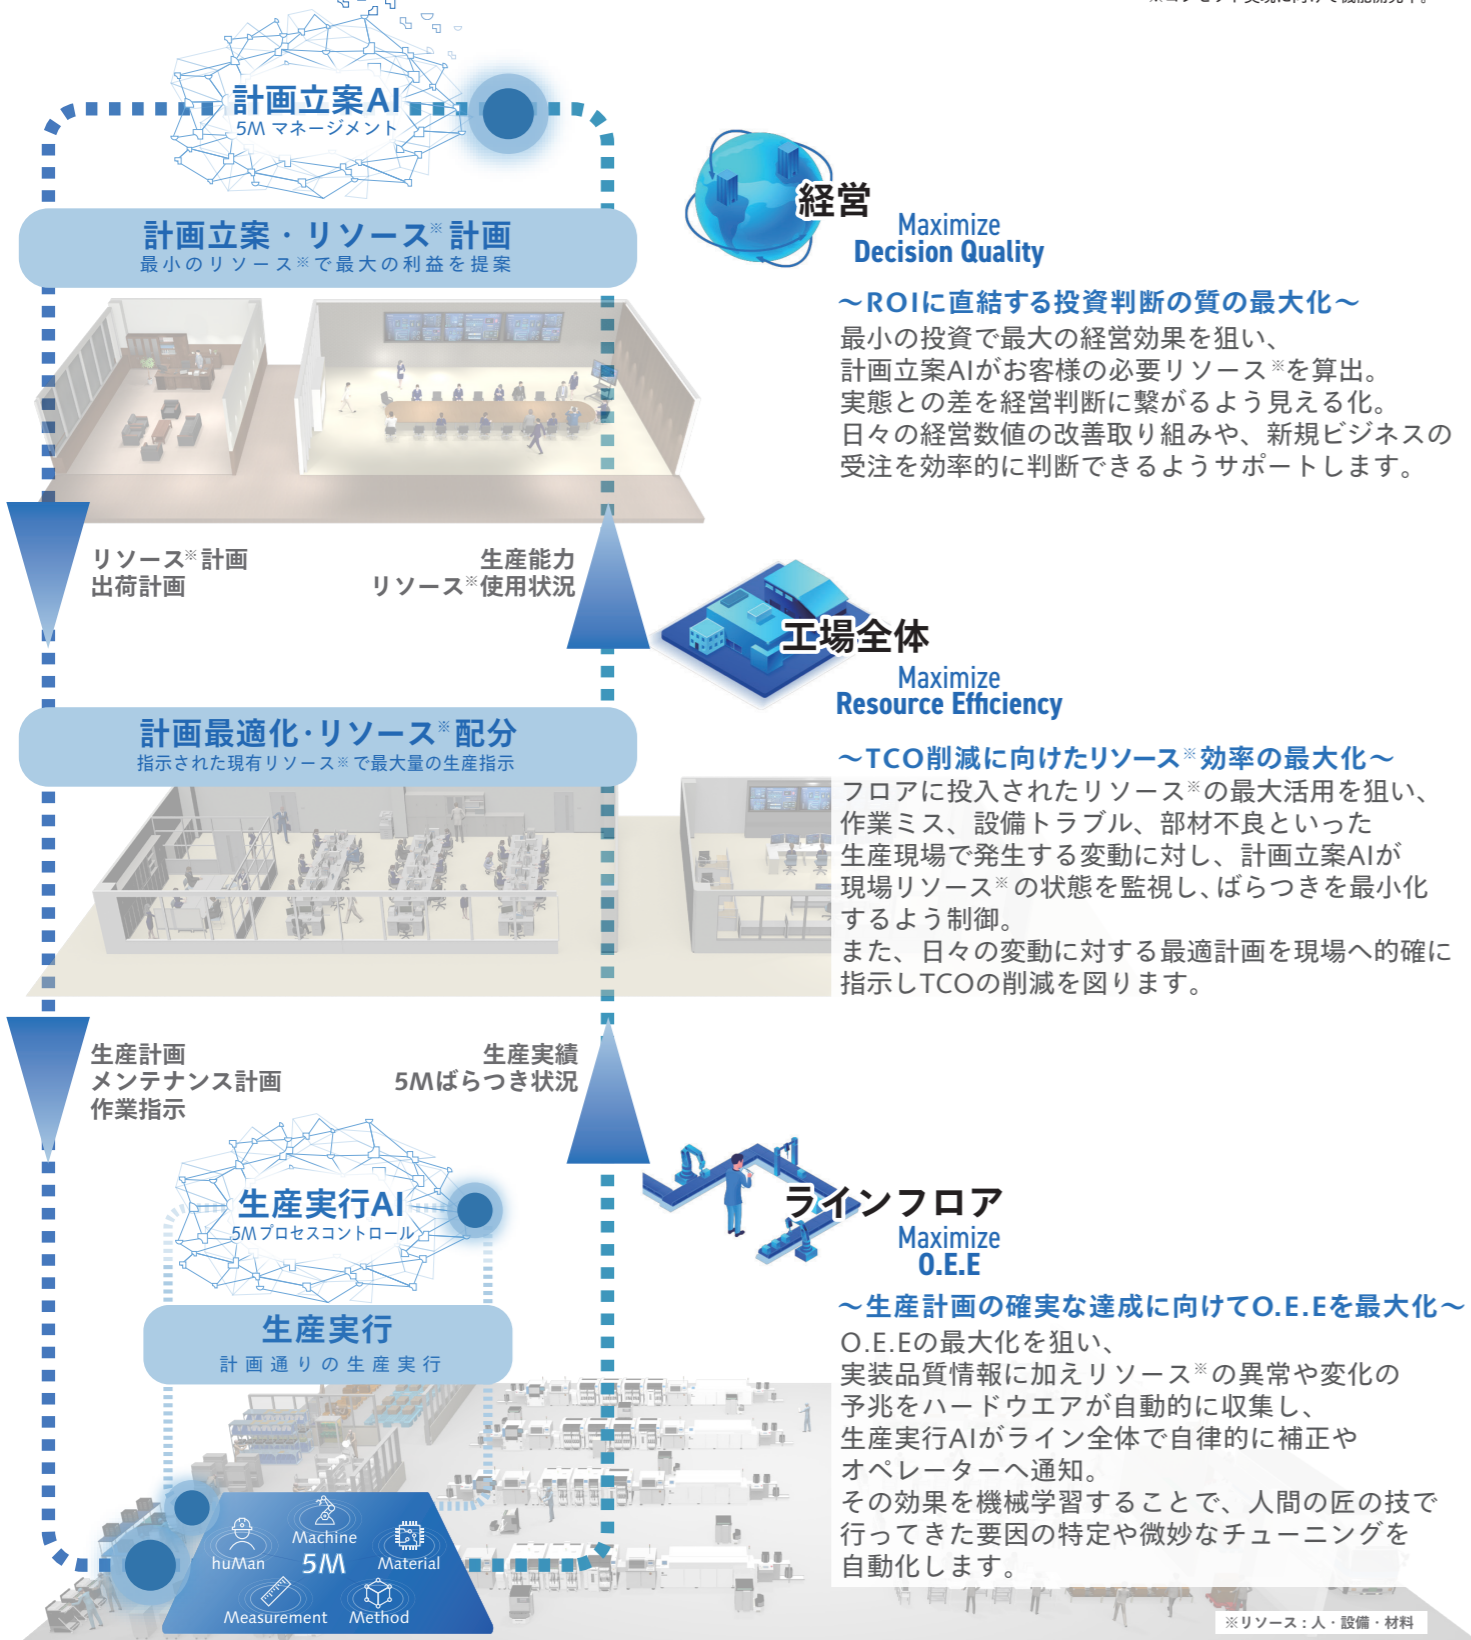 計画立案AI
5M マネージメント
計画立案・リソース※計画
最小のリソース※で最大の利益を提案
経営
Maximize
Decision Quality
～ROIに直結する投資判断の質の最大化～
最小の投資で最大の経営効果を狙い、
計画立案AIがお客様の必要リソース※を算出。
実態との差を経営判断に繋がるよう見える化。
日々の経営数値の改善取り組みや、新規ビジネスの
受注を効率的に判断できるようサポートします。
リソース※計画
出荷計画
生産能力
リソース※使用状況
工場全体
Maximize
Resource Efficiency
計画最適化・リソース※配分
指示された現有リソース※で最大量の生産指示
～TCO削減に向けたリソース※効率の最大化～
フロアに投入されたリソース※の最大活用を狙い、
作業ミス、設備トラブル、部材不良といった
生産現場で発生する変動に対し、計画立案AIが
現場リソース※の状態を監視し、ばらつきを最小化
するよう制御。
また、日々の変動に対する最適計画を現場へ的確に
指示しTCOの削減を図ります。
生産計画
メンテナンス計画
作業指示
生産実績
5Mばらつき状況
生産実行AI
5Mプロセスコントロール
生産実行
計画通りの生産実行
ラインフロア
Maximize
O.E.E
～生産計画の確実な達成に向けてO.E.Eを最大化～
O.E.Eの最大化を狙い、
実装品質情報に加えリソース※の異常や変化の
予兆をハードウエアが自動的に収集し、
生産実行AIがライン全体で自律的に補正や
オペレーターへ通知。
その効果を機械学習することで、人間の匠の技で
行ってきた要因の特定や微妙なチューニングを
自動化します。
Machine
huMan
5M
Material
Measurement
Method
※リソース：人・設備・材料